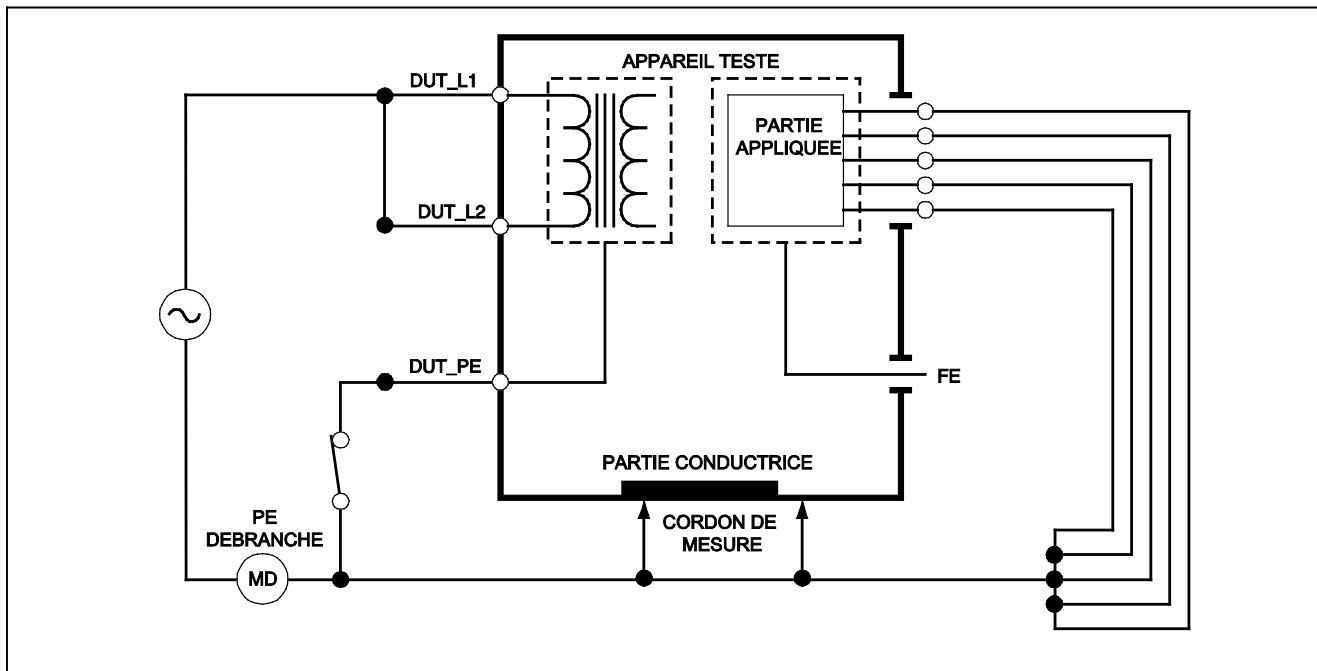 APPAREIL TESTE
DUT_L1
PARTIE
APPLIQUEE
DUT_L2
DUT_PE
FE
PARTIE CONDUCTRICE
CORDON DE
MESURE
PE
DEBRANCHE
MD